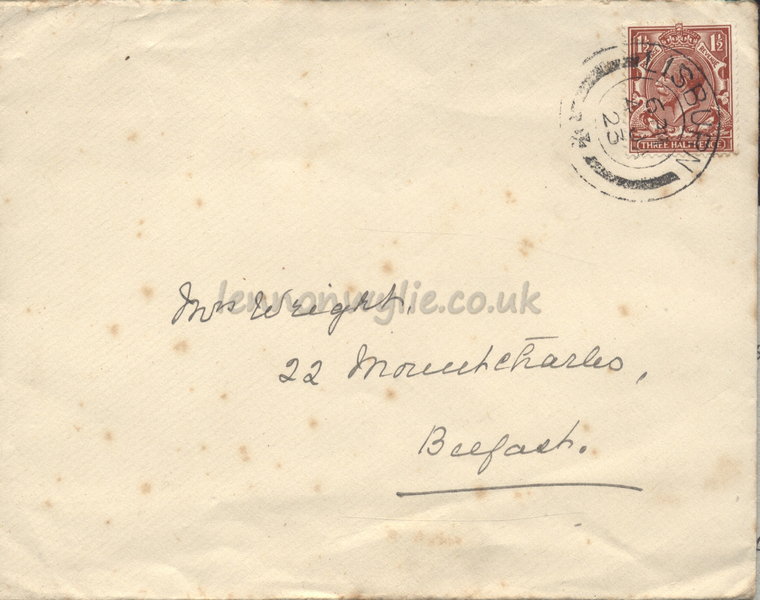 1½ 1½
THREE HALFPENCE
LISBURN
23
lennonwylie.co.uk
Mrs Wright,
22 Mountcharles,
Belfast.